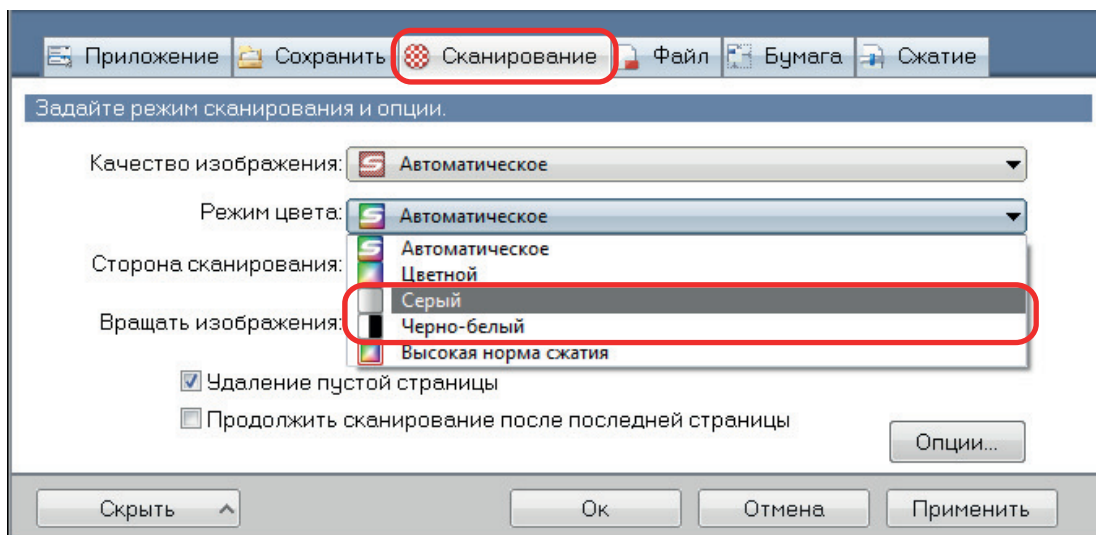 Приложение Сохранить Сканирование Файл Бумага Сжатие
Задайте режим сканирования и опции.
Качество изображения: Автоматическое
Режим цвета: Автоматическое
Автоматическое
Сторона сканирования:
Цветной
Серый
Вращать изображения:
Черно-белый
Высокая норма сжатия
Удаление пустой страницы
Продолжить сканирование после последней страницы
Опции...
Скрыть Ок Отмена Применить